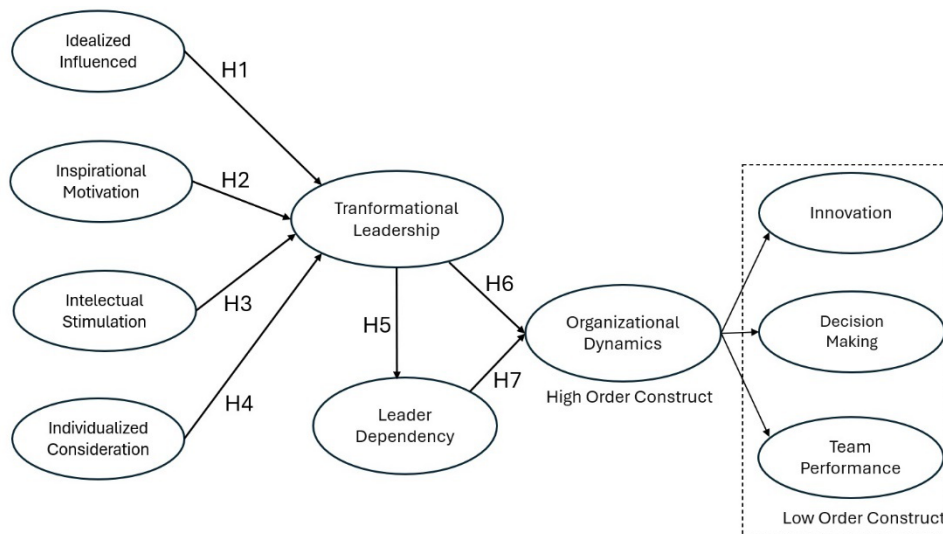 Idealized
Influenced
H1
Inspirational
Motivation
H2
Tranformational
Leadership
Innovation
Intelectual
Stimulation
H3
H6
H5
Organizational
Dynamics
Decision
Making
H7
High Order Construct
H4
Individualized
Consideration
Leader
Dependency
Team
Performance
Low Order Construct